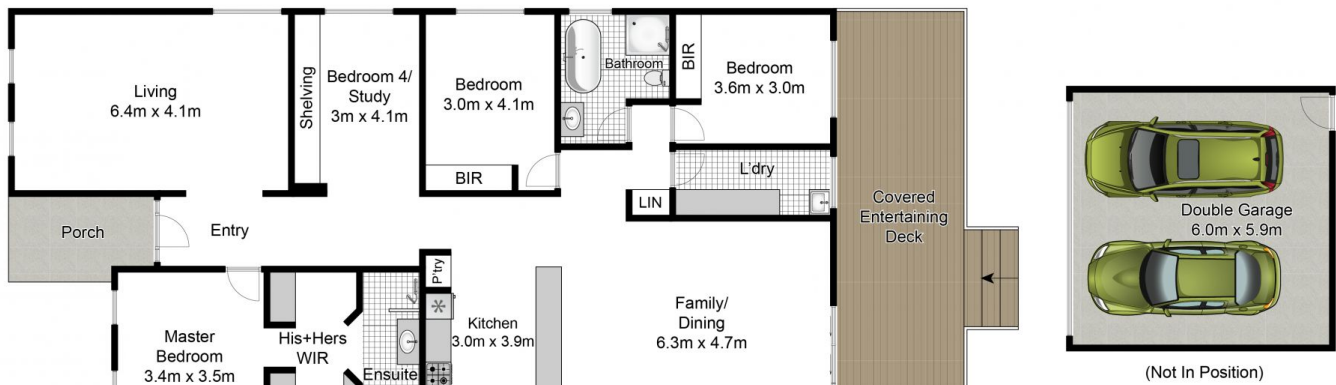 Living
6.4m x 4.1m
Shelving
Bedroom 4/
Study
3m x 4.1m
Bedroom
3.0m x 4.1m
BIR
Bathroom
BIR
Bedroom
3.6m x 3.0m
L'dry
LIN
Covered
Entertaining
Deck
Double Garage
6.0m x 5.9m
(Not In Position)
Porch
Entry
P'try
Kitchen
3.0m x 3.9m
Family/
Dining
6.3m x 4.7m
Master
Bedroom
3.4m x 3.5m
His+Hers
WIR
Ensuite